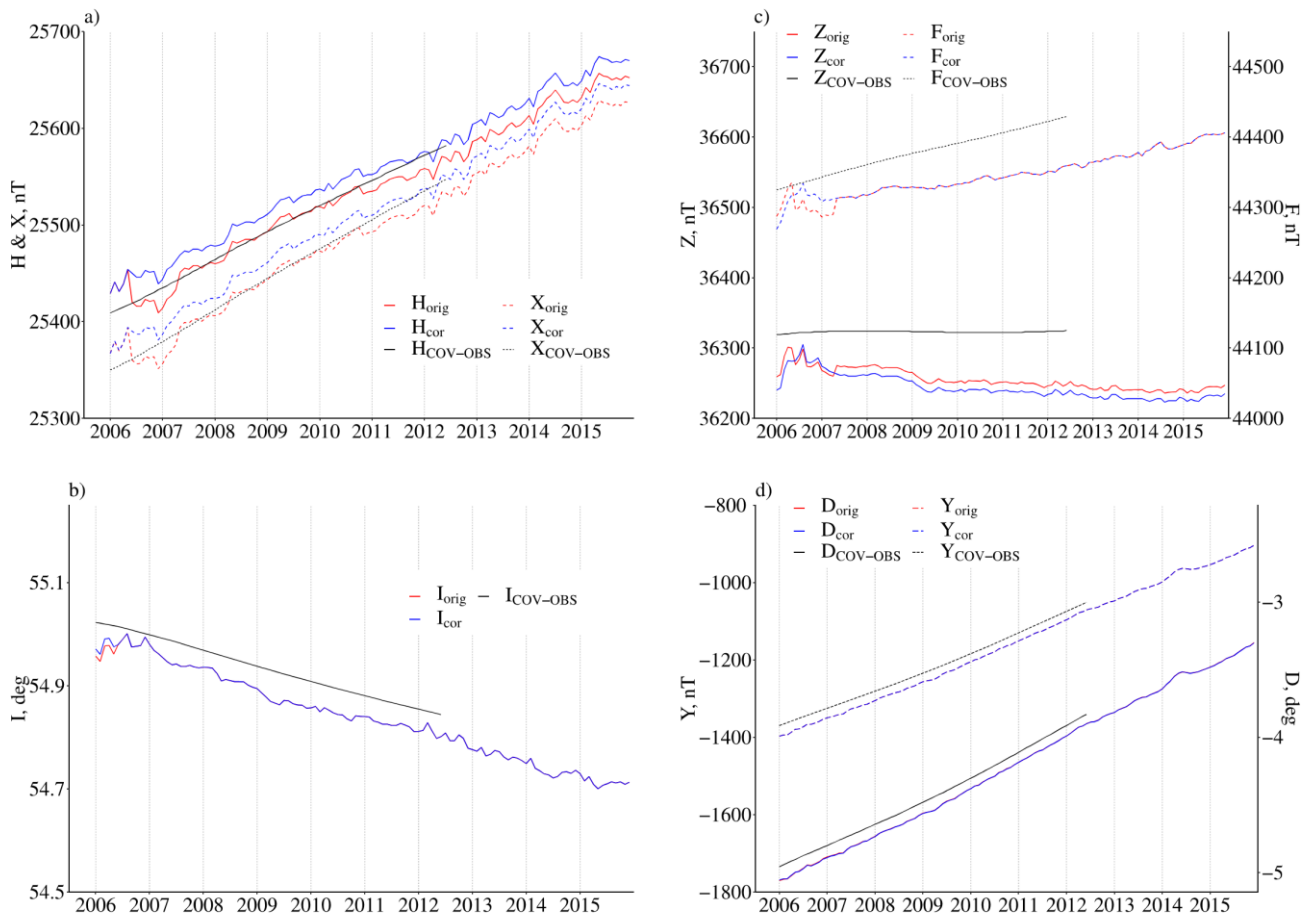 a)
25700
25600
25500
25400
25300
H & X, nT
H_orig X_orig
H_cor X_cor
H_COV−OBS X_COV−OBS
2006 2007 2008 2009 2010 2011 2012 2013 2014 2015
c)
Z_orig F_orig
Z_cor F_cor
Z_COV−OBS F_COV−OBS
36700
36600
36500
36400
36300
36200
Z, nT
44500
44400
44300
44200
44100
44000
F, nT
2006 2007 2008 2009 2010 2011 2012 2013 2014 2015
b)
55.1
54.9
54.7
54.5
I, deg
I_orig I_COV−OBS
I_cor
2006 2007 2008 2009 2010 2011 2012 2013 2014 2015
d)
D_orig Y_orig
D_cor Y_cor
D_COV−OBS Y_COV−OBS
−800
−1000
−1200
−1400
−1600
−1800
Y, nT
−3
−4
−5
D, deg
2006 2007 2008 2009 2010 2011 2012 2013 2014 2015